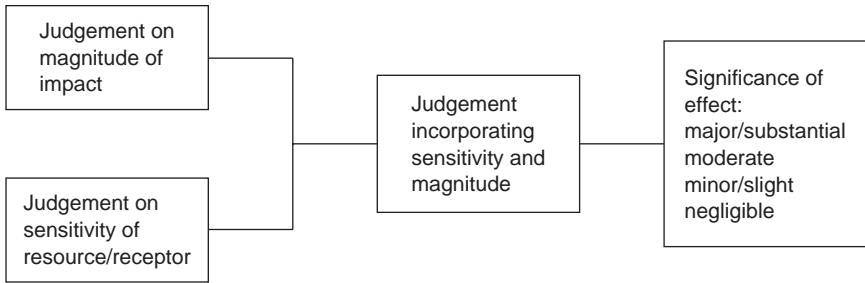 Judgement on
magnitude of
impact
Judgement on
sensitivity of
resource/receptor
Judgement
incorporating
sensitivity and
magnitude
Significance of
effect:
major/substantial
moderate
minor/slight
negligible